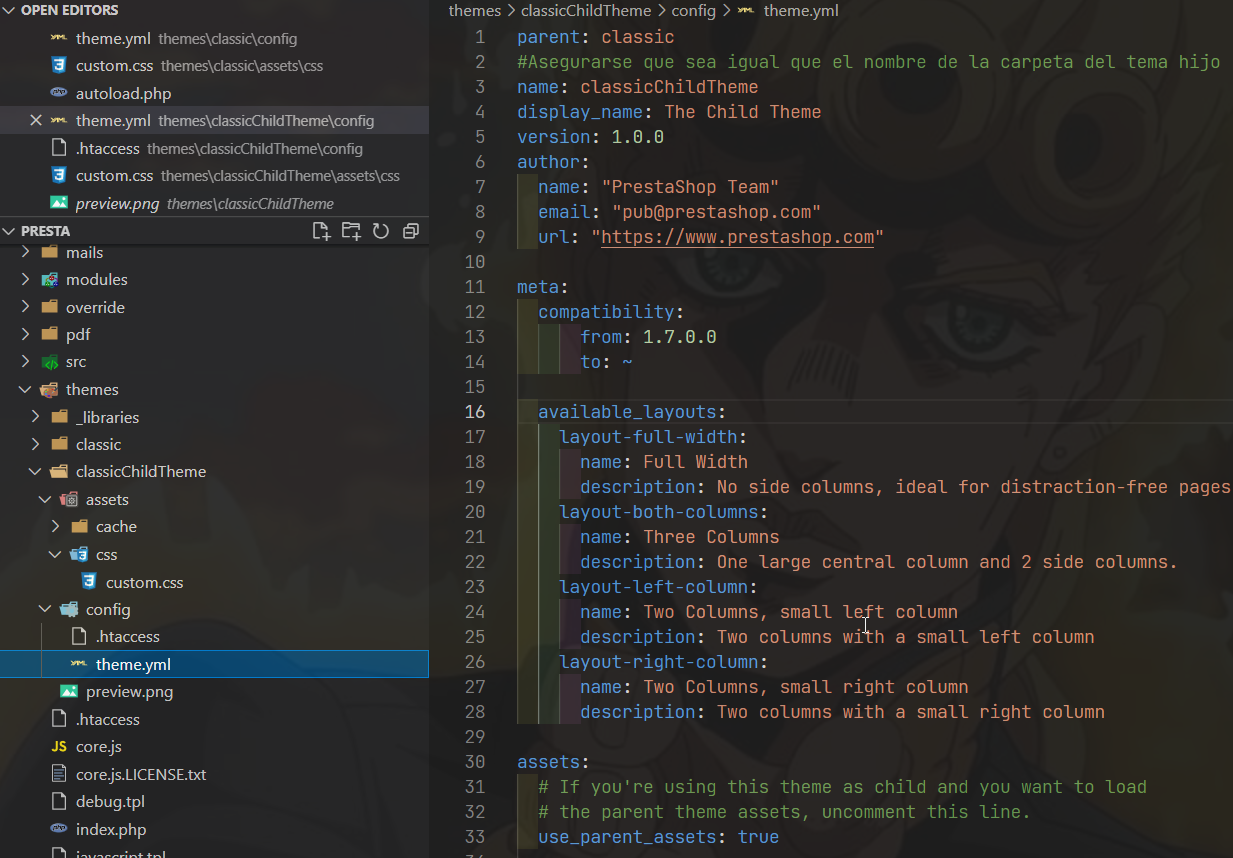 OPEN EDITORS
theme.yml themes\classic\config
custom.css themes\classic\assets\css
autoload.php
theme.yml themes\classicChildTheme\config
.htaccess themes\classicChildTheme\config
custom.css themes\classicChildTheme\assets\css
preview.png themes\classicChildTheme
PRESTA
mails
modules
override
pdf
src
themes
_libraries
classic
classicChildTheme
assets
cache
css
custom.css
config
.htaccess
theme.yml
preview.png
.htaccess
core.js
core.js.LICENSE.txt
debug.tpl
index.php
javascript.tpl
themes > classicChildTheme > config > theme.yml
1 parent: classic
2 #Asegurarse que sea igual que el nombre de la carpeta del tema hijo
3 name: classicChildTheme
4 display_name: The Child Theme
5 version: 1.0.0
6 author:
7 name: "PrestaShop Team"
8 email: "pub@prestashop.com"
9 url: "https://www.prestashop.com"
10
11 meta:
12 compatibility:
13 from: 1.7.0.0
14 to: ~
15
16 available_layouts:
17 layout-full-width:
18 name: Full Width
19 description: No side columns, ideal for distraction-free pages
20 layout-both-columns:
21 name: Three Columns
22 description: One large central column and 2 side columns.
23 layout-left-column:
24 name: Two Columns, small left column
25 description: Two columns with a small left column
26 layout-right-column:
27 name: Two Columns, small right column
28 description: Two columns with a small right column
29
30 assets:
31 # If you're using this theme as child and you want to load
32 # the parent theme assets, uncomment this line.
33 use_parent_assets: true